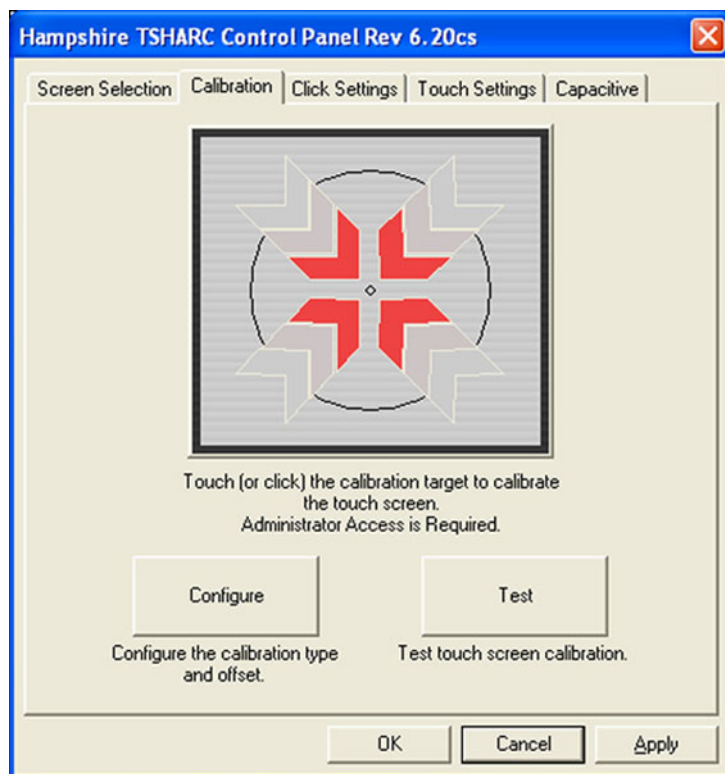 Hampshire TSHARC Control Panel Rev 6.20cs
Screen Selection Calibration Click Settings Touch Settings Capacitive
Touch (or click) the calibration target to calibrate
the touch screen.
Administrator Access is Required.
Configure Test
Configure the calibration type Test touch screen calibration.
and offset.
OK Cancel Apply